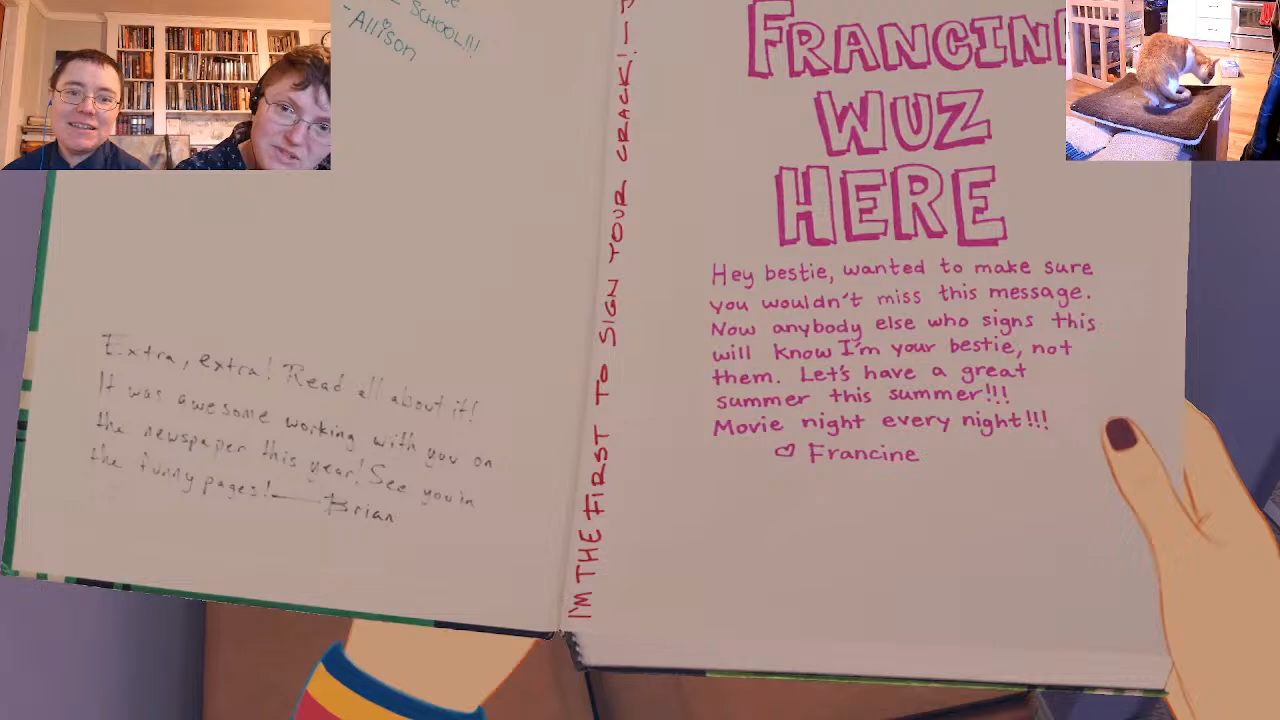 SCHOOL!!!
-Allison
Extra, extra! Read all about it!
It was awesome working with you on
the newspaper this year! See you in
the funny pages! — Brian
I'M THE FIRST TO SIGN YOUR CRACK! -
FRANCINE
WUZ
HERE
Hey bestie, wanted to make sure
you wouldn't miss this message.
Now anybody else who signs this
will know I'm your bestie, not
them. Let's have a great
summer this summer!!!
Movie night every night!!!
♡ Francine